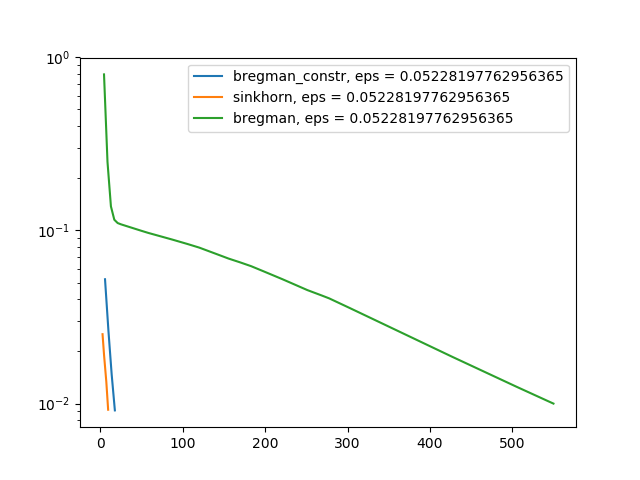 10⁰
bregman_constr, eps = 0.05228197762956365
sinkhorn, eps = 0.05228197762956365
bregman, eps = 0.05228197762956365
10⁻¹
10⁻²
0 100 200 300 400 500